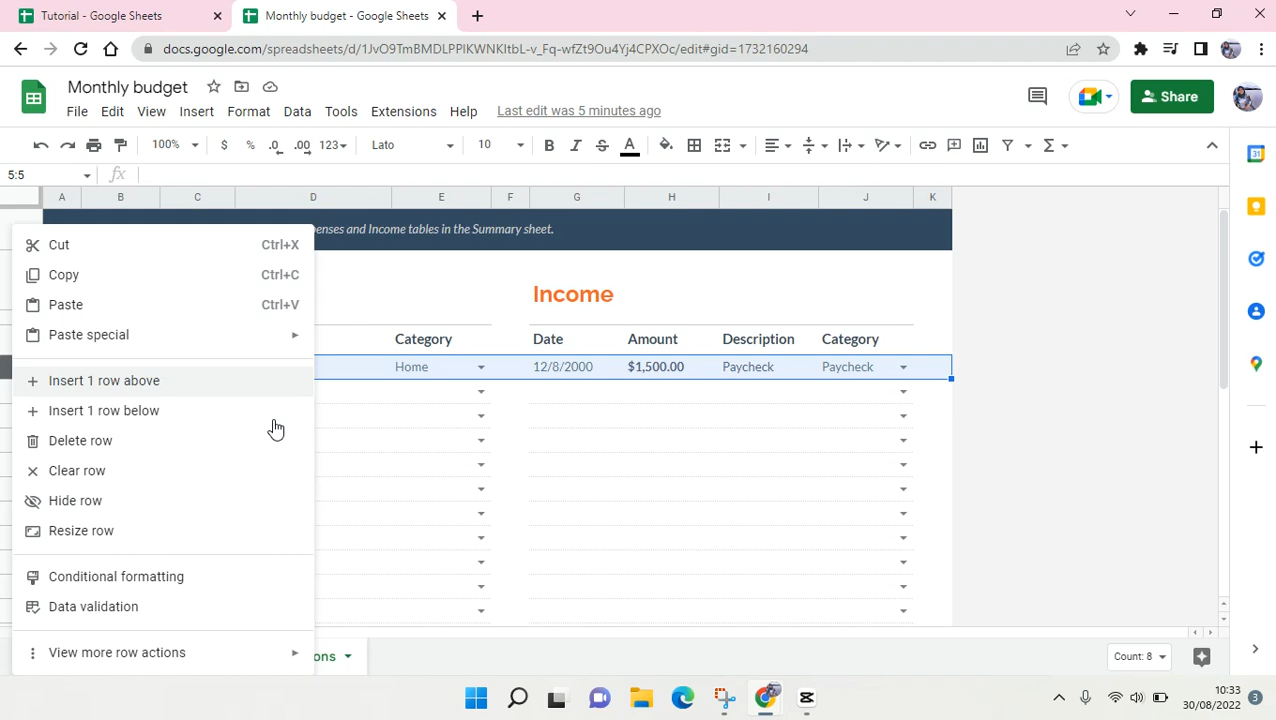 Tutorial - Google Sheets
Monthly budget - Google Sheets
docs.google.com/spreadsheets/d/1JvO9TmBMDLPPIKWNKItbL-v_Fq-wfZt9Ou4Yj4CPXOc/edit#gid=1732160294
Monthly budget
Share
File Edit View Insert Format Data Tools Extensions Help Last edit was 5 minutes ago
100% $ % .0 .00 123 Lato 10 B I S A
5:5 fx
A B C D E F G H I J K
penses and Income tables in the Summary sheet.
Cut Ctrl+X
Copy Ctrl+C
Paste Ctrl+V
Paste special
Insert 1 row above
Insert 1 row below
Delete row
Clear row
Hide row
Resize row
Conditional formatting
Data validation
View more row actions
Income
Category Date Amount Description Category
Home 12/8/2000 $1,500.00 Paycheck Paycheck
ons
Count: 8
31
10:33
30/08/2022
3